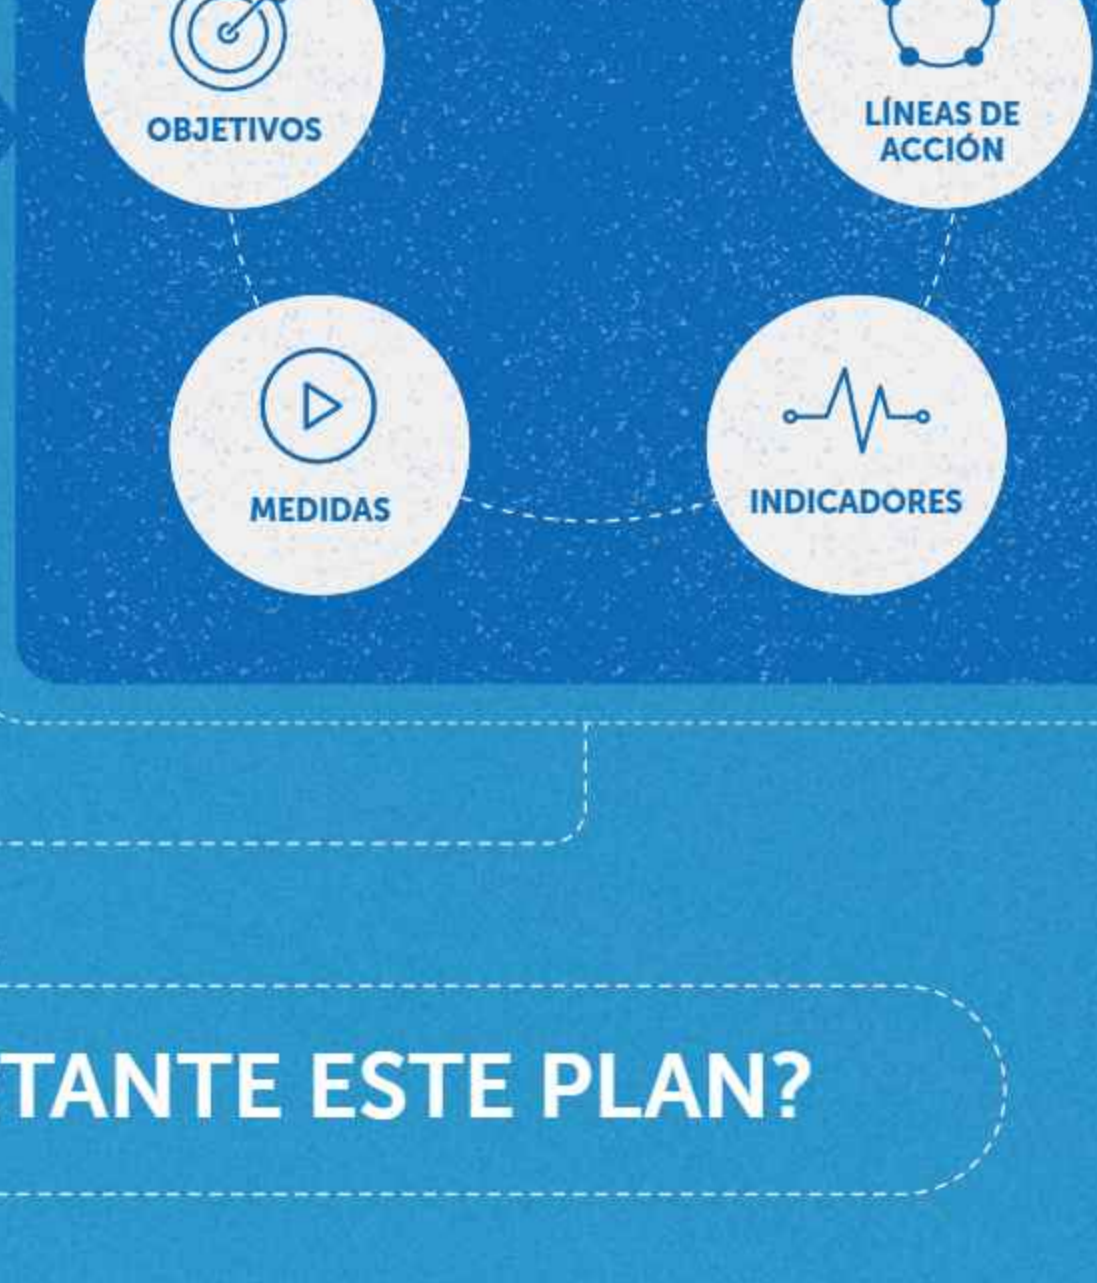 OBJETIVOS
LÍNEAS DE
ACCIÓN
MEDIDAS
INDICADORES
TANTE ESTE PLAN?